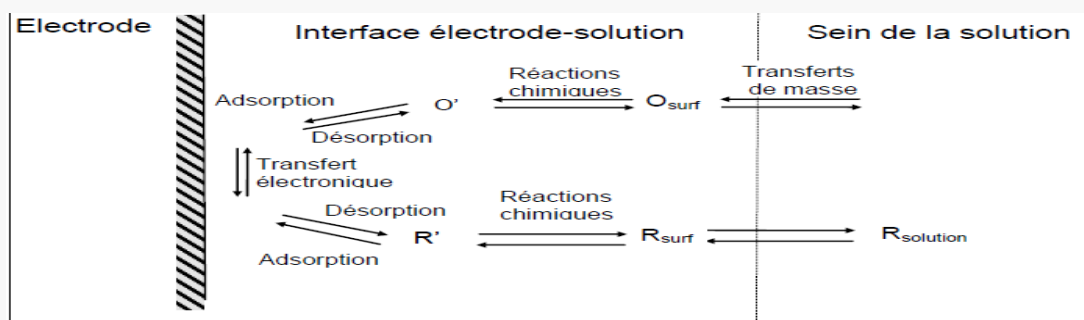 Electrode
Interface électrode-solution
Sein de la solution
Réactions
chimiques
Transferts
de masse
Adsorption
O'
Osurf
Désorption
Transfert
électronique
Désorption
Réactions
chimiques
R'
Rsurf
Rsolution
Adsorption